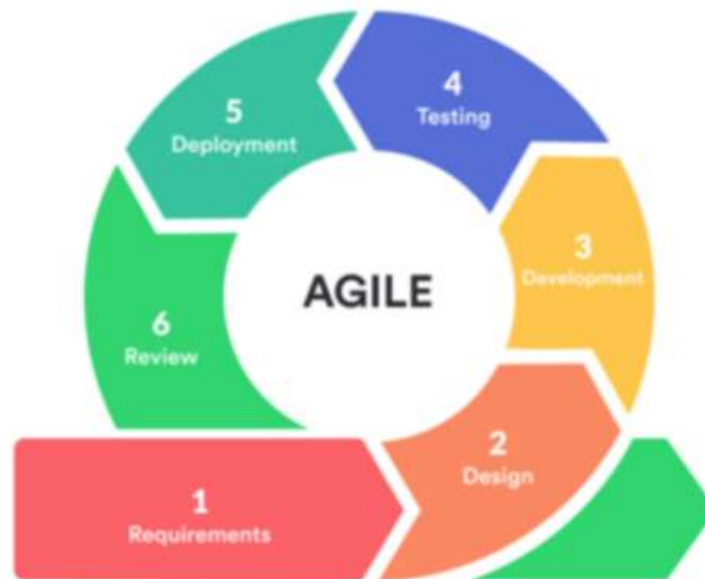 AGILE
1
Requirements
2
Design
3
Development
4
Testing
5
Deployment
6
Review